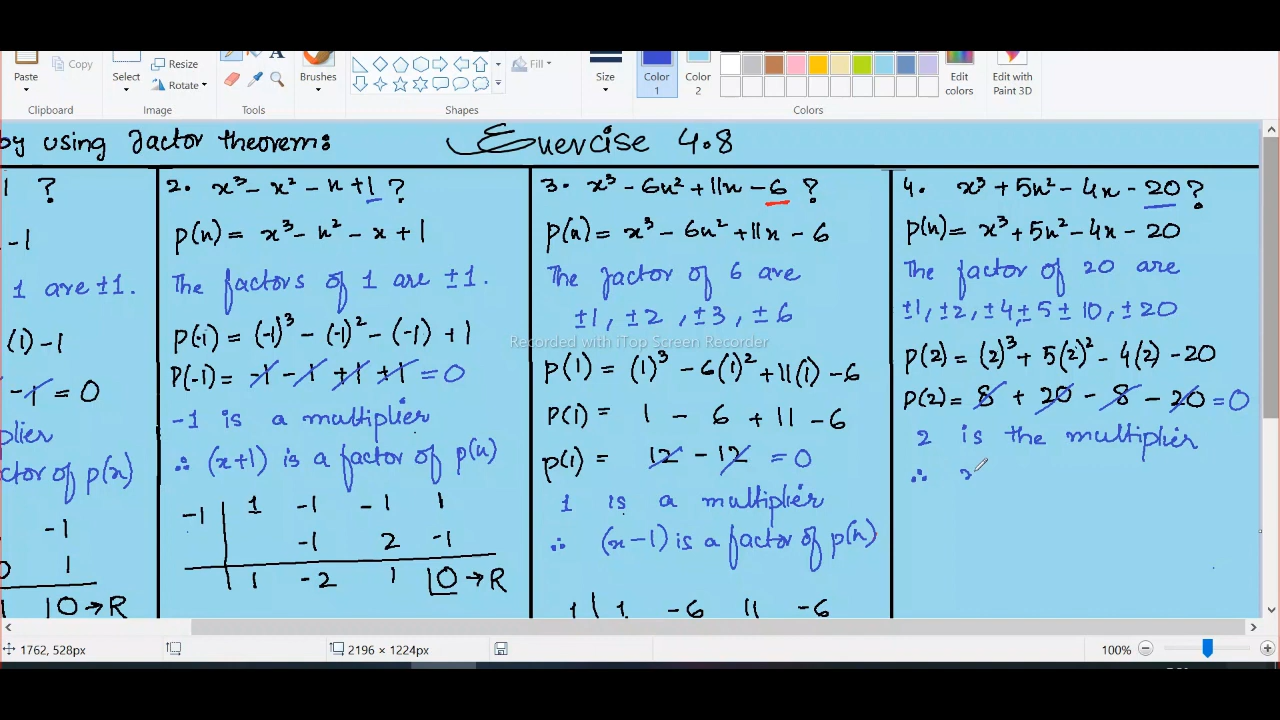 Paste
Copy
Select
Resize
Rotate
Brushes
Fill
Size
Color
1
Color
2
Edit
colors
Edit with
Paint 3D
Clipboard
Image
Tools
Shapes
Colors
by using Factor theorem:
Exercise 4.8
1 ?
-1
1 are ±1.
(1) -1
-1 = 0
plier
ctor of p(x)
-1
0 1
1 |0→R
2. x³ - x² - x + 1 ?
p(x) = x³ - x² - x + 1
The factors of 1 are ±1.
p(-1) = (-1)³ - (-1)² - (-1) + 1
p(-1) = -1 - 1 + 1 + 1 = 0
-1 is a multiplier
∴ (x+1) is a factor of p(x)
-1 | 1 -1 -1 1
-1 2 -1
1 -2 1 |0→R
3. x³ - 6x² + 11x - 6 ?
p(x) = x³ - 6x² + 11x - 6
The factor of 6 are
±1, ±2, ±3, ±6
Recorded with iTop Screen Recorder
p(1) = (1)³ - 6(1)² + 11(1) - 6
p(1) = 1 - 6 + 11 - 6
p(1) = 12 - 12 = 0
1 is a multiplier
∴ (x-1) is a factor of p(x)
1 | 1 -6 11 -6
4. x³ + 5x² - 4x - 20 ?
p(x) = x³ + 5x² - 4x - 20
The factor of 20 are
±1, ±2, ±4, ±5 ±10, ±20
p(2) = (2)³ + 5(2)² - 4(2) - 20
p(2) = 8 + 20 - 8 - 20 = 0
2 is the multiplier
∴
1762, 528px
2196 × 1224px
100%